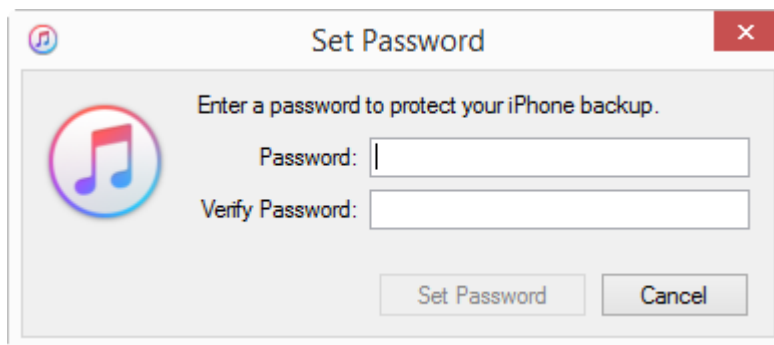 Set Password
Enter a password to protect your iPhone backup.
Password:
Verify Password:
Set Password Cancel